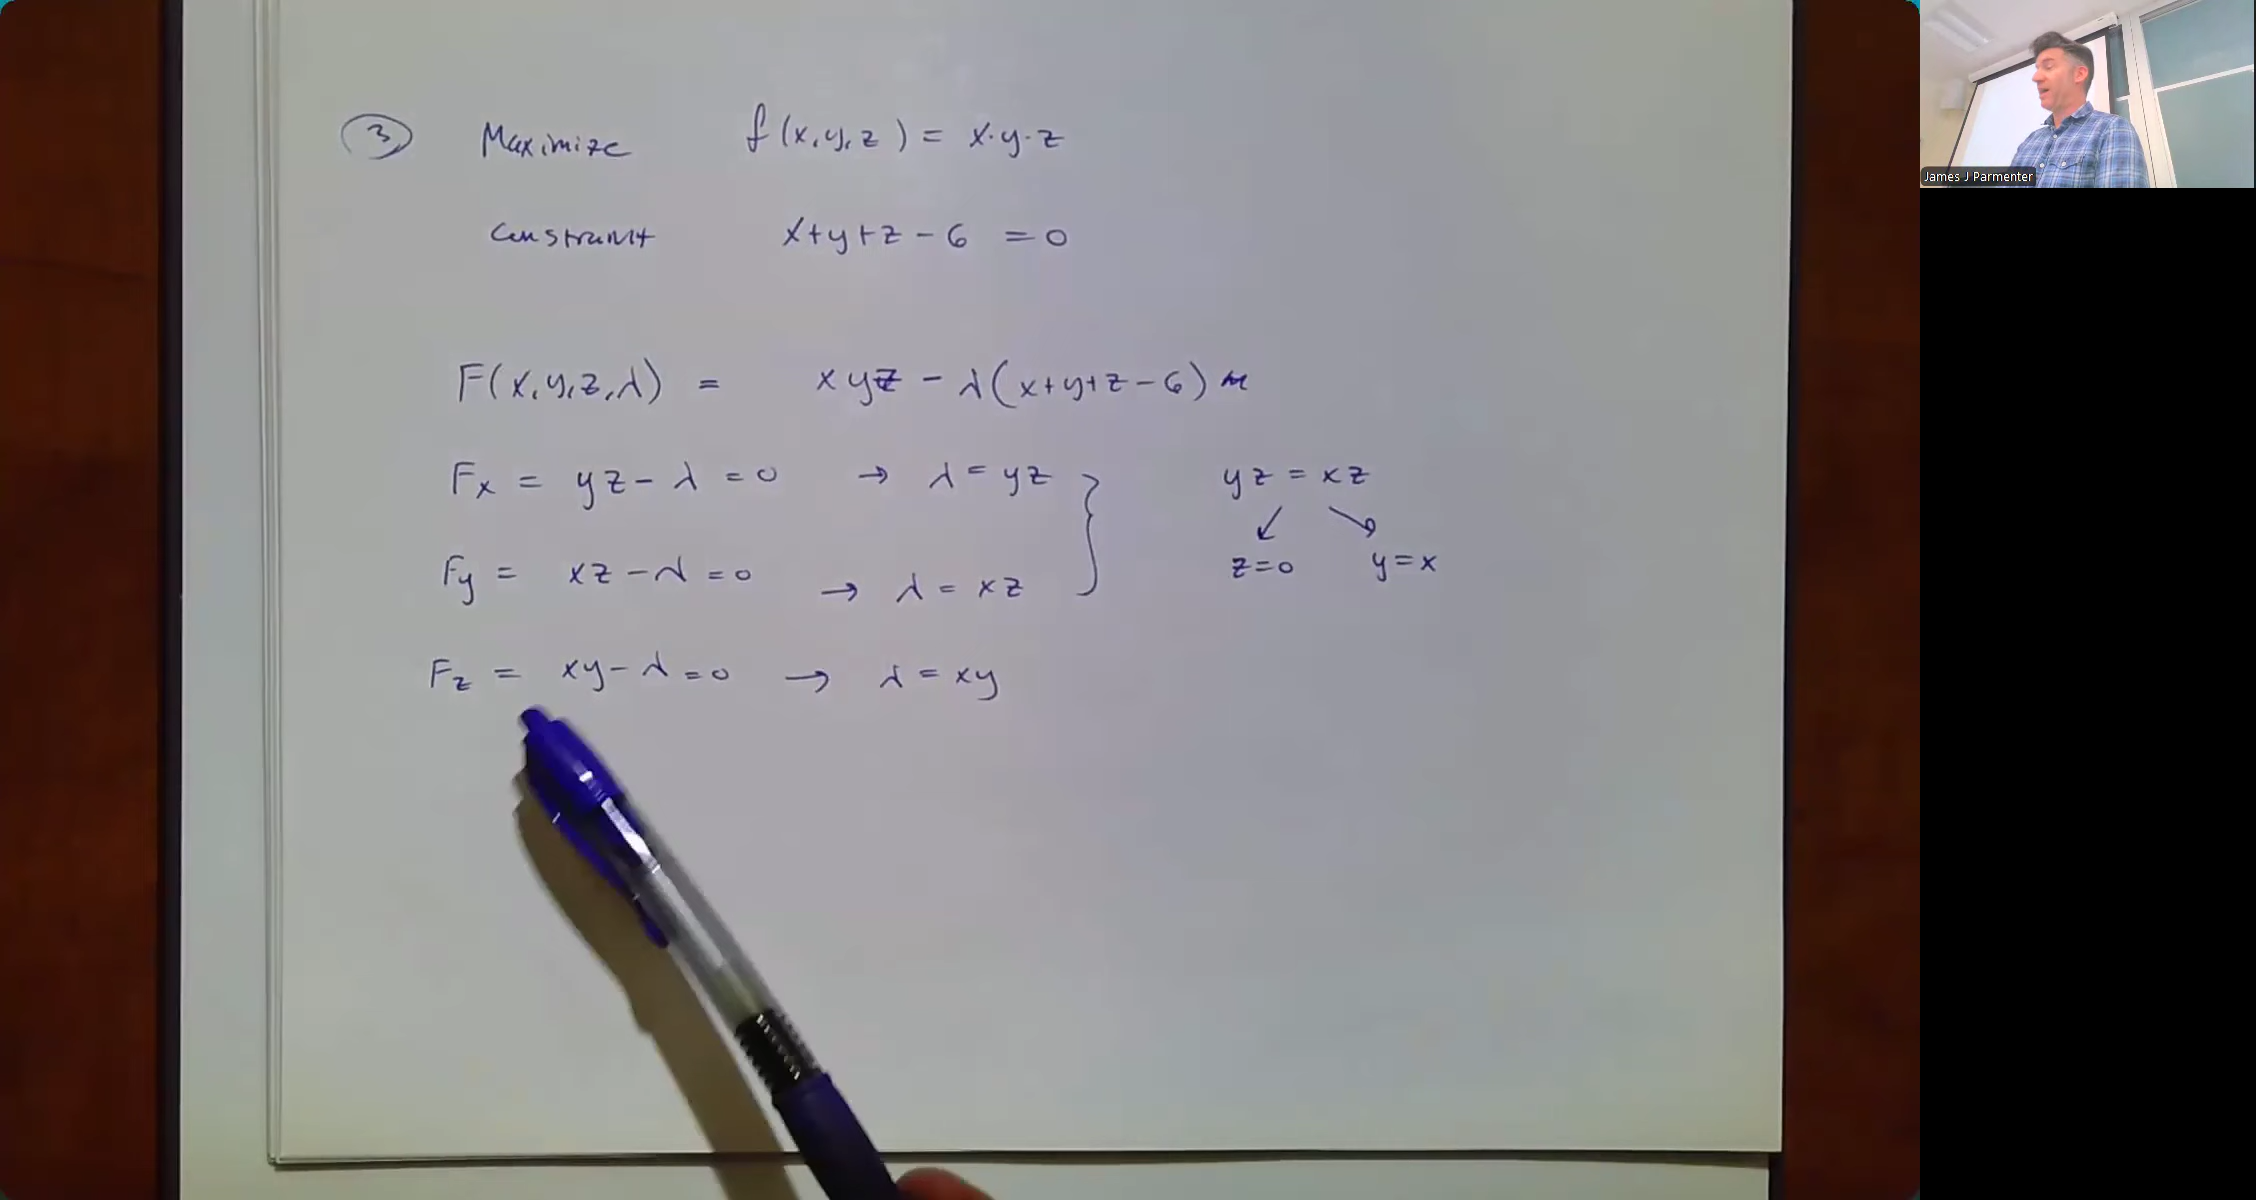 ③ Maximize f(x,y,z) = x·y·z
Constraint x+y+z-6 = 0
F(x,y,z,λ) = xyz - λ(x+y+z-6)
Fx = yz - λ = 0 → λ = yz
yz = xz
z=0 y=x
Fy = xz - λ = 0 → λ = xz
Fz = xy - λ = 0 → λ = xy
James J Parmenter